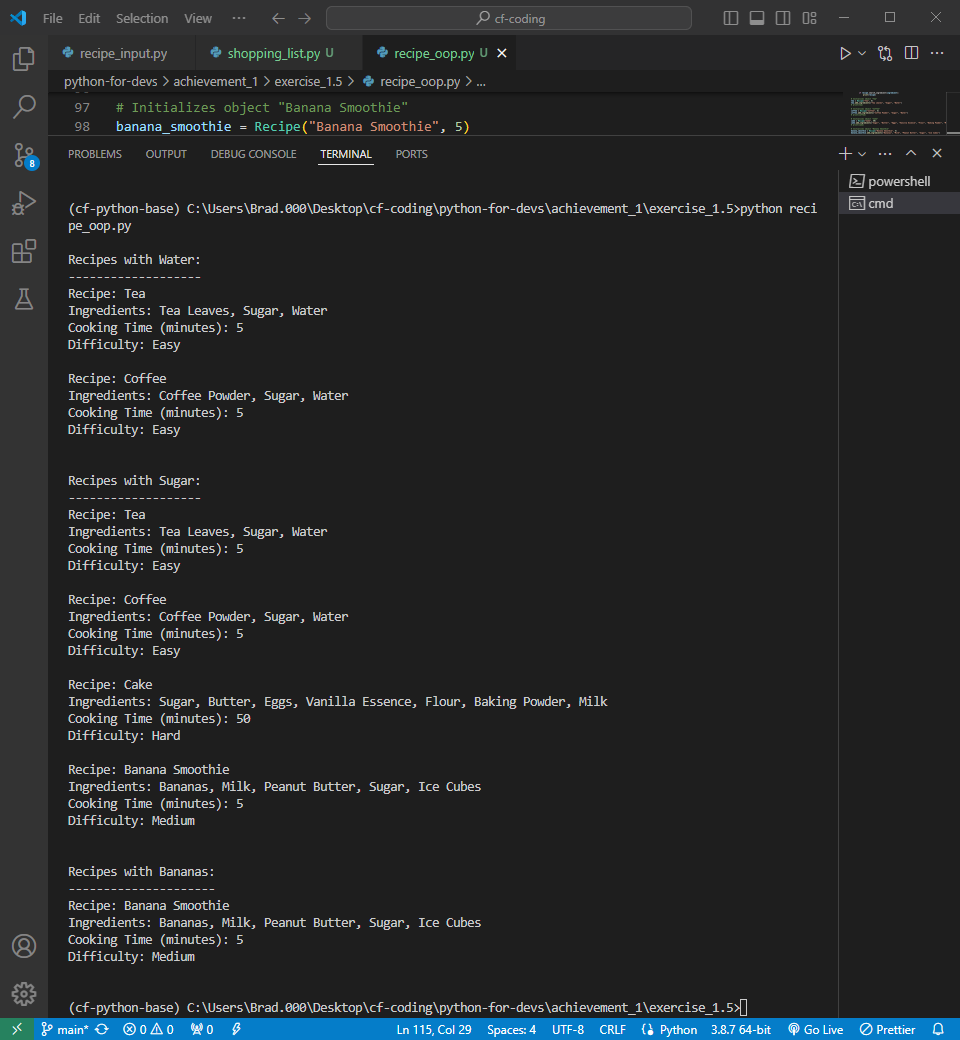 File Edit Selection View ··· cf-coding
recipe_input.py shopping_list.py U recipe_oop.py U
python-for-devs > achievement_1 > exercise_1.5 > recipe_oop.py > ...
97 # Initializes object "Banana Smoothie"
98 banana_smoothie = Recipe("Banana Smoothie", 5)
PROBLEMS OUTPUT DEBUG CONSOLE TERMINAL PORTS
powershell
cmd
(cf-python-base) C:\Users\Brad.000\Desktop\cf-coding\python-for-devs\achievement_1\exercise_1.5>python reci
pe_oop.py
Recipes with Water:
-------------------
Recipe: Tea
Ingredients: Tea Leaves, Sugar, Water
Cooking Time (minutes): 5
Difficulty: Easy
Recipe: Coffee
Ingredients: Coffee Powder, Sugar, Water
Cooking Time (minutes): 5
Difficulty: Easy
Recipes with Sugar:
-------------------
Recipe: Tea
Ingredients: Tea Leaves, Sugar, Water
Cooking Time (minutes): 5
Difficulty: Easy
Recipe: Coffee
Ingredients: Coffee Powder, Sugar, Water
Cooking Time (minutes): 5
Difficulty: Easy
Recipe: Cake
Ingredients: Sugar, Butter, Eggs, Vanilla Essence, Flour, Baking Powder, Milk
Cooking Time (minutes): 50
Difficulty: Hard
Recipe: Banana Smoothie
Ingredients: Bananas, Milk, Peanut Butter, Sugar, Ice Cubes
Cooking Time (minutes): 5
Difficulty: Medium
Recipes with Bananas:
---------------------
Recipe: Banana Smoothie
Ingredients: Bananas, Milk, Peanut Butter, Sugar, Ice Cubes
Cooking Time (minutes): 5
Difficulty: Medium
(cf-python-base) C:\Users\Brad.000\Desktop\cf-coding\python-for-devs\achievement_1\exercise_1.5>
8
main* 0 0 0 Ln 115, Col 29 Spaces: 4 UTF-8 CRLF Python 3.8.7 64-bit Go Live Prettier